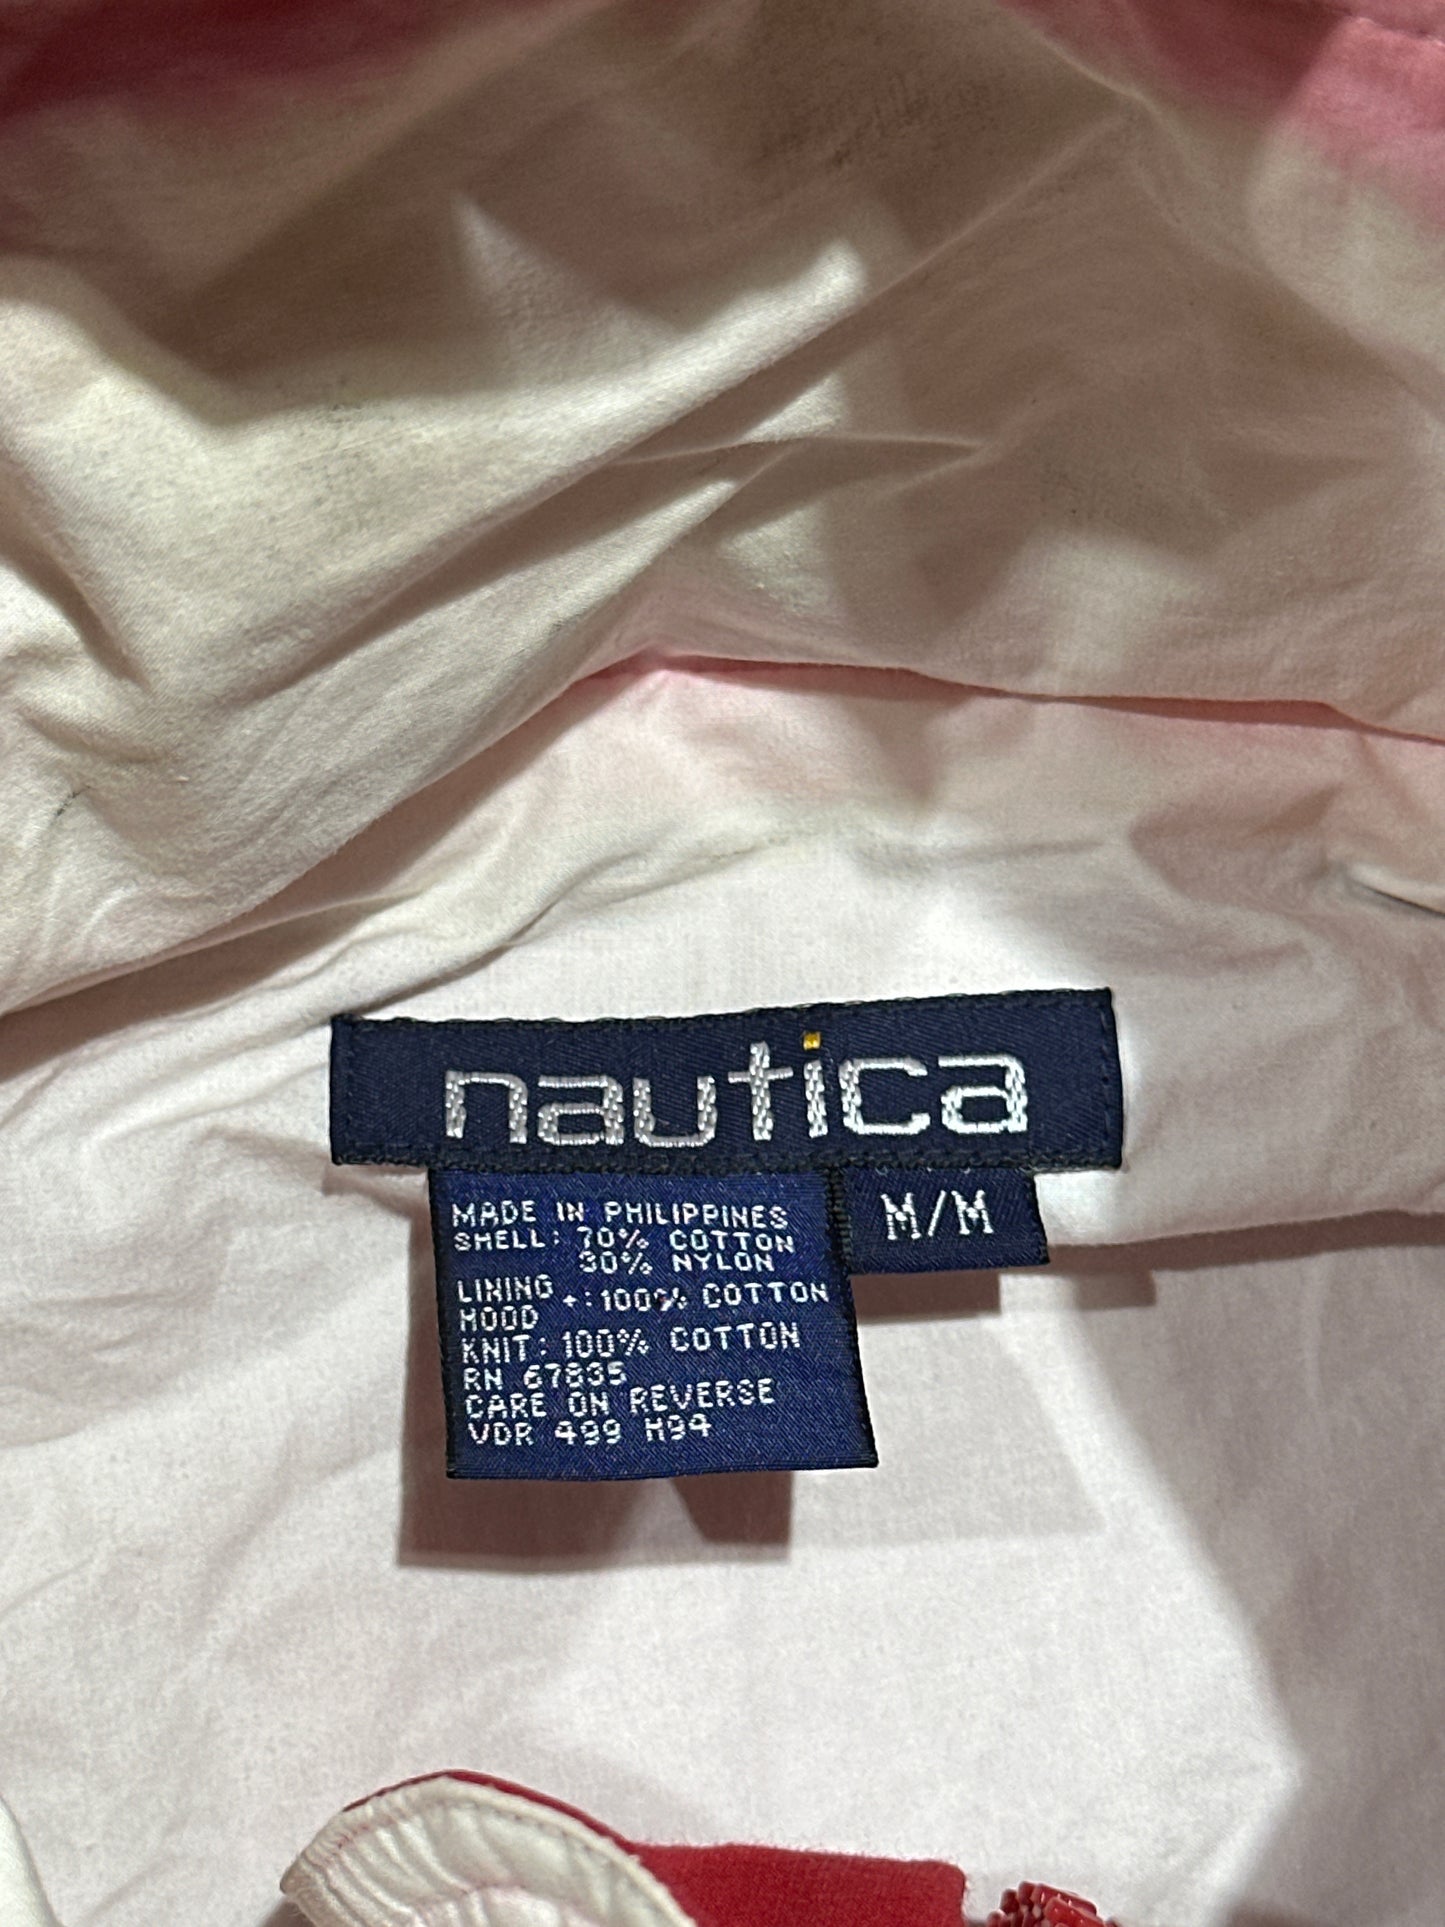 nautica
M/M
MADE IN PHILIPPINES
SHELL: 70% COTTON
30% NYLON
LINING
HOOD +: 100% COTTON
KNIT: 100% COTTON
RN 67835
CARE ON REVERSE
VDR 499 H94